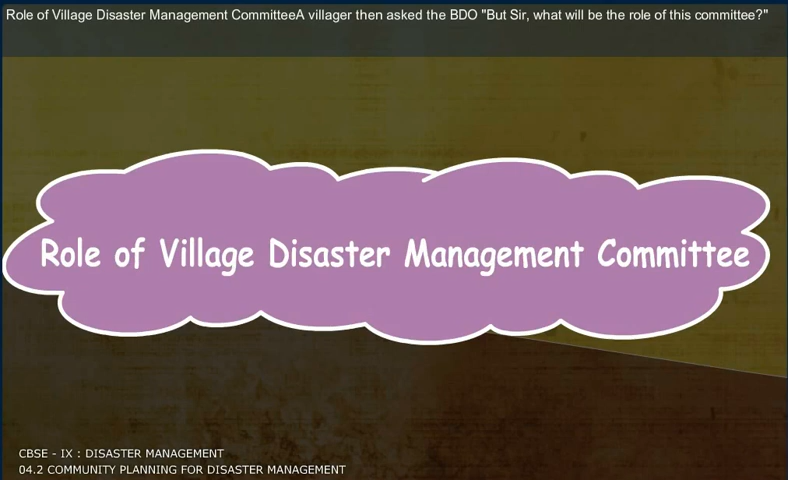 Role of Village Disaster Management CommitteeA villager then asked the BDO "But Sir, what will be the role of this committee?"
Role of Village Disaster Management Committee
CBSE - IX : DISASTER MANAGEMENT
04.2 COMMUNITY PLANNING FOR DISASTER MANAGEMENT